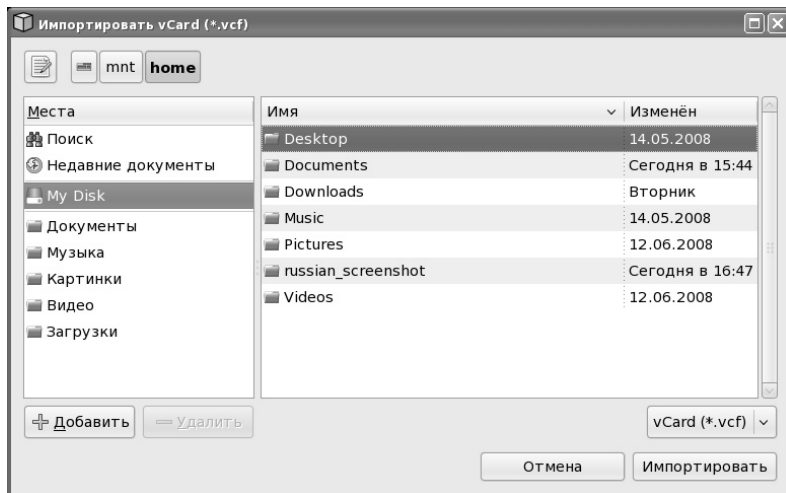 Импортировать vCard (*.vcf)
mnt home
Места
Поиск
Недавние документы
My Disk
Документы
Музыка
Картинки
Видео
Загрузки
Имя Изменён
Desktop 14.05.2008
Documents Сегодня в 15:44
Downloads Вторник
Music 14.05.2008
Pictures 12.06.2008
russian_screenshot Сегодня в 16:47
Videos 12.06.2008
Добавить Удалить vCard (*.vcf)
Отмена Импортировать